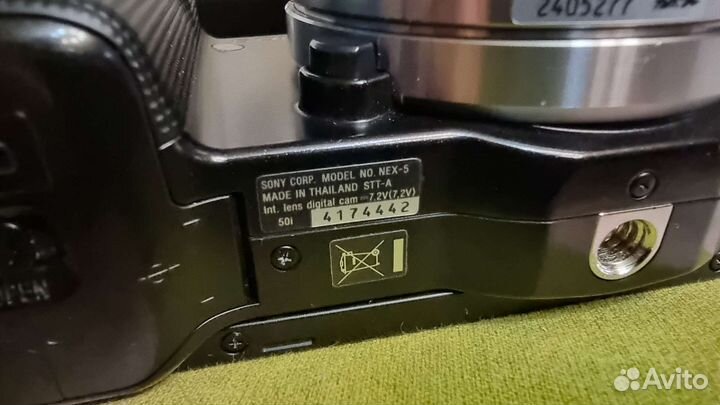 2405277
SONY CORP. MODEL NO. NEX-5
MADE IN THAILAND STT-A
Int. lens digital cam ⎓7.2V(7.2V)
50i 4174442
OPEN
Avito